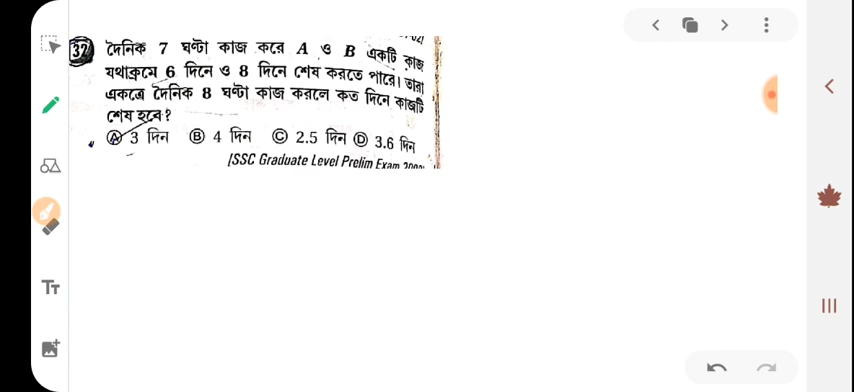 37 দৈনিক 7 ঘণ্টা কাজ করে A ও B একটি কাজ
যথাক্রমে 6 দিনে ও 8 দিনে শেষ করতে পারে। তারা
একত্রে দৈনিক 8 ঘণ্টা কাজ করলে কত দিনে কাজটি
শেষ হবে?
Ⓐ 3 দিন Ⓑ 4 দিন Ⓒ 2.5 দিন Ⓓ 3.6 দিন
[SSC Graduate Level Prelim Exam
Tт